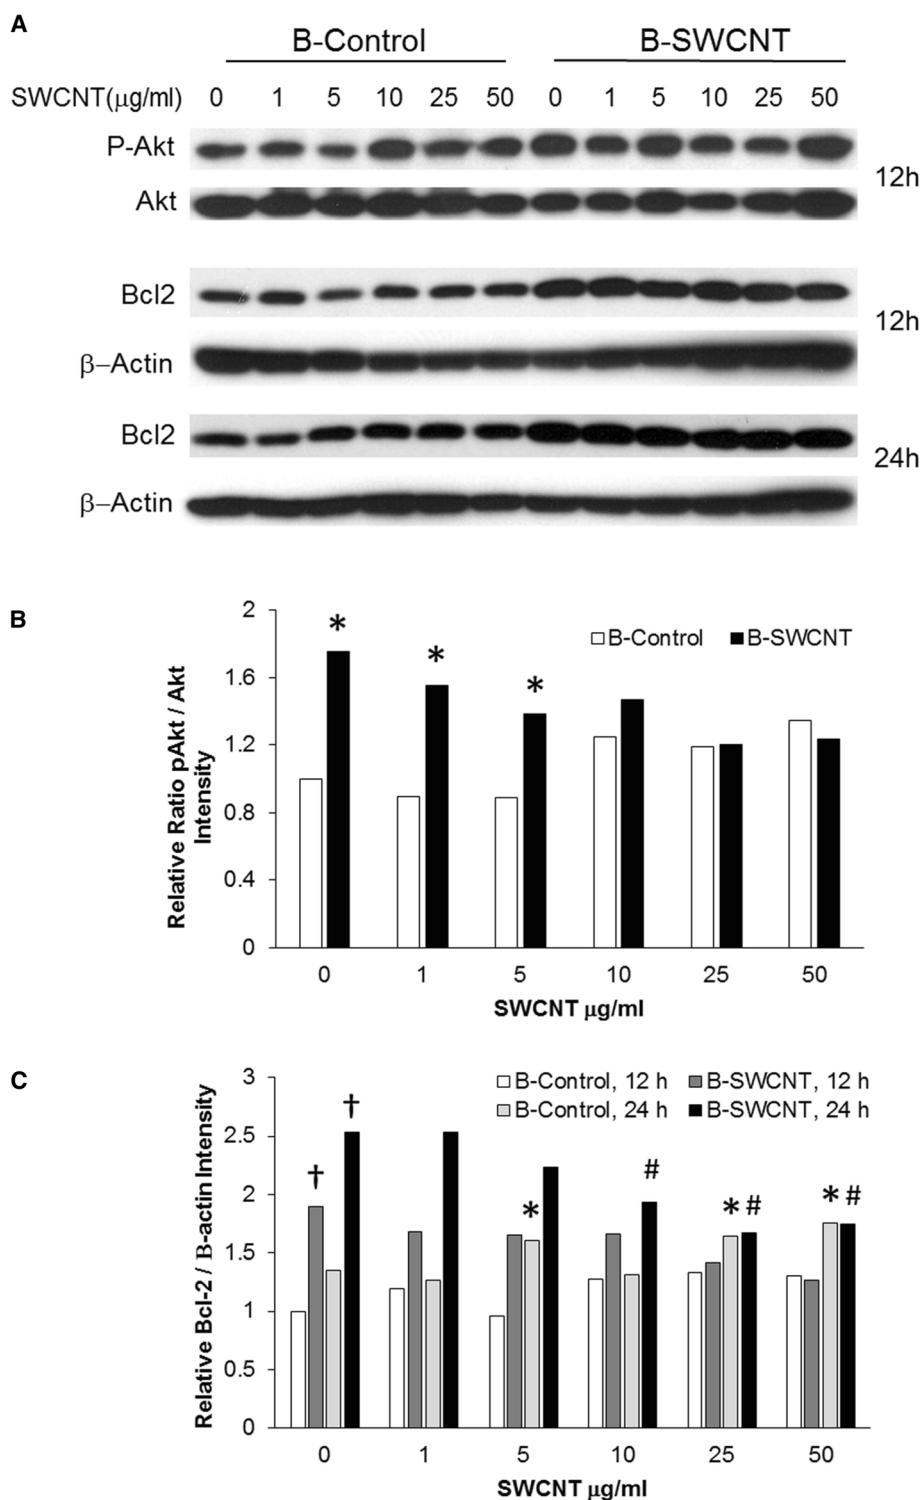 A
B-Control B-SWCNT
SWCNT(μg/ml) 0 1 5 10 25 50 0 1 5 10 25 50
P-Akt
12h
Akt
Bcl2
12h
β–Actin
Bcl2
24h
β–Actin
B
2
*
B-Control B-SWCNT
*
1.6
*
1.2
0.8
0.4
0
Relative Ratio pAkt / Akt
Intensity
0 1 5 10 25 50
SWCNT μg/ml
C
3
B-Control, 12 h B-SWCNT, 12 h
B-Control, 24 h B-SWCNT, 24 h
† †
2.5
2
* # * # * #
1.5
1
0.5
0
Relative Bcl-2 / B-actin Intensity
0 1 5 10 25 50
SWCNT μg/ml